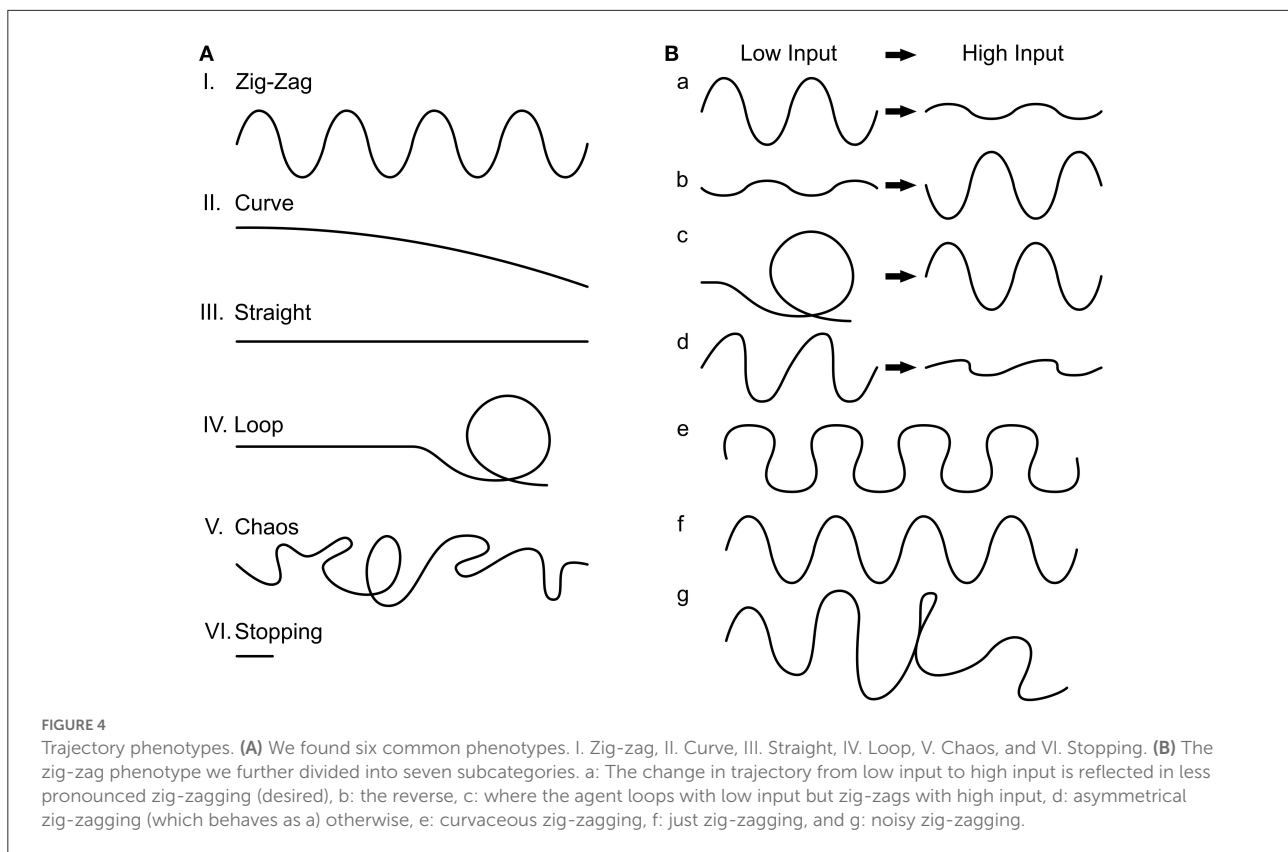 A
I. Zig-Zag
II. Curve
III. Straight
IV. Loop
V. Chaos
VI. Stopping
B
Low Input
High Input
a
b
c
d
e
f
g
FIGURE 4
Trajectory phenotypes. (A) We found six common phenotypes. I. Zig-zag, II. Curve, III. Straight, IV. Loop, V. Chaos, and VI. Stopping. (B) The
zig-zag phenotype we further divided into seven subcategories. a: The change in trajectory from low input to high input is reflected in less
pronounced zig-zagging (desired), b: the reverse, c: where the agent loops with low input but zig-zags with high input, d: asymmetrical
zig-zagging (which behaves as a) otherwise, e: curvaceous zig-zagging, f: just zig-zagging, and g: noisy zig-zagging.